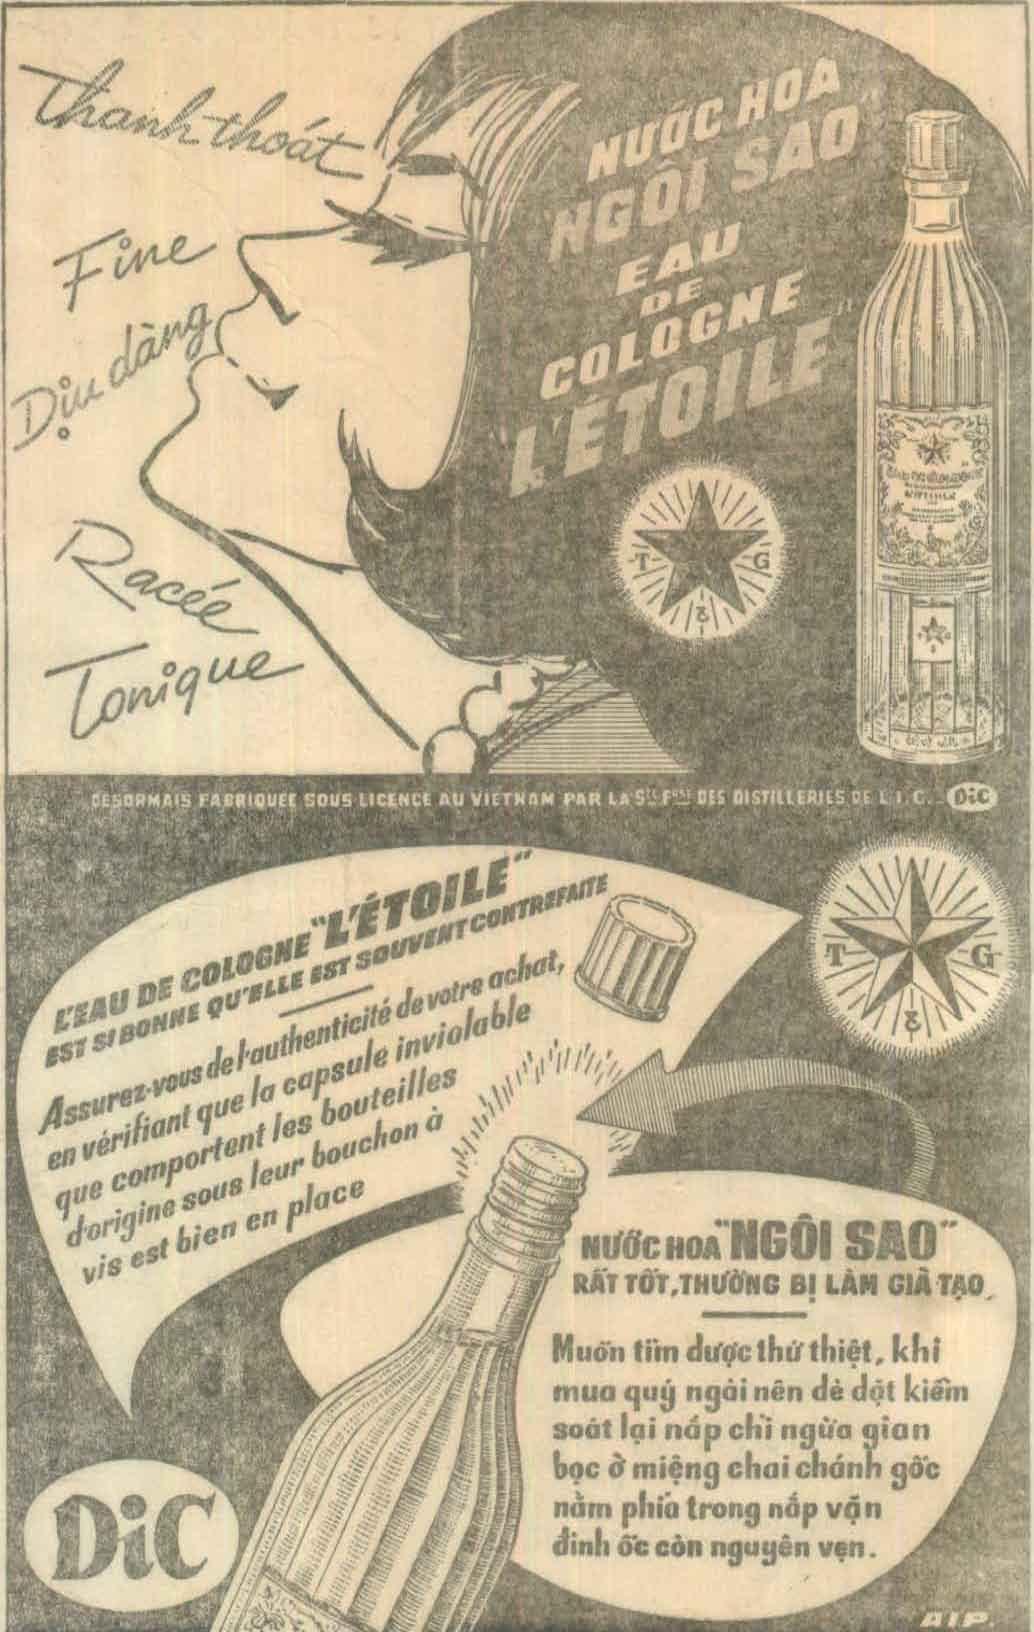 Thanh thoát
Fine
Dịu dàng
Racée
Tonique
NƯỚC HOA
"NGÔI SAO"
EAU
DE
COLOGNE
"L'ÉTOILE"
T G
DESORMAIS FABRIQUEE SOUS LICENCE AU VIETNAM PAR LA STÉ FSE DES DISTILLERIES DE L'I.C. DiC
L'EAU DE COLOGNE "L'ÉTOILE"
EST SI BONNE QU'ELLE EST SOUVENT CONTREFAITE
Assurez-vous de l'authenticité de votre achat,
en vérifiant que la capsule inviolable
que comportent les bouteilles
d'origine sous leur bouchon à
vis est bien en place
T G
NƯỚC HOA "NGÔI SAO"
RẤT TỐT, THƯỜNG BỊ LÀM GIẢ TẠO
Muốn tìm được thứ thiệt, khi
mua quý ngài nên dè dặt kiểm
soát lại nắp chì ngừa gian
bọc ở miệng chai chánh gốc
nằm phía trong nắp vặn
đinh ốc còn nguyên vẹn.
DiC
AIP.